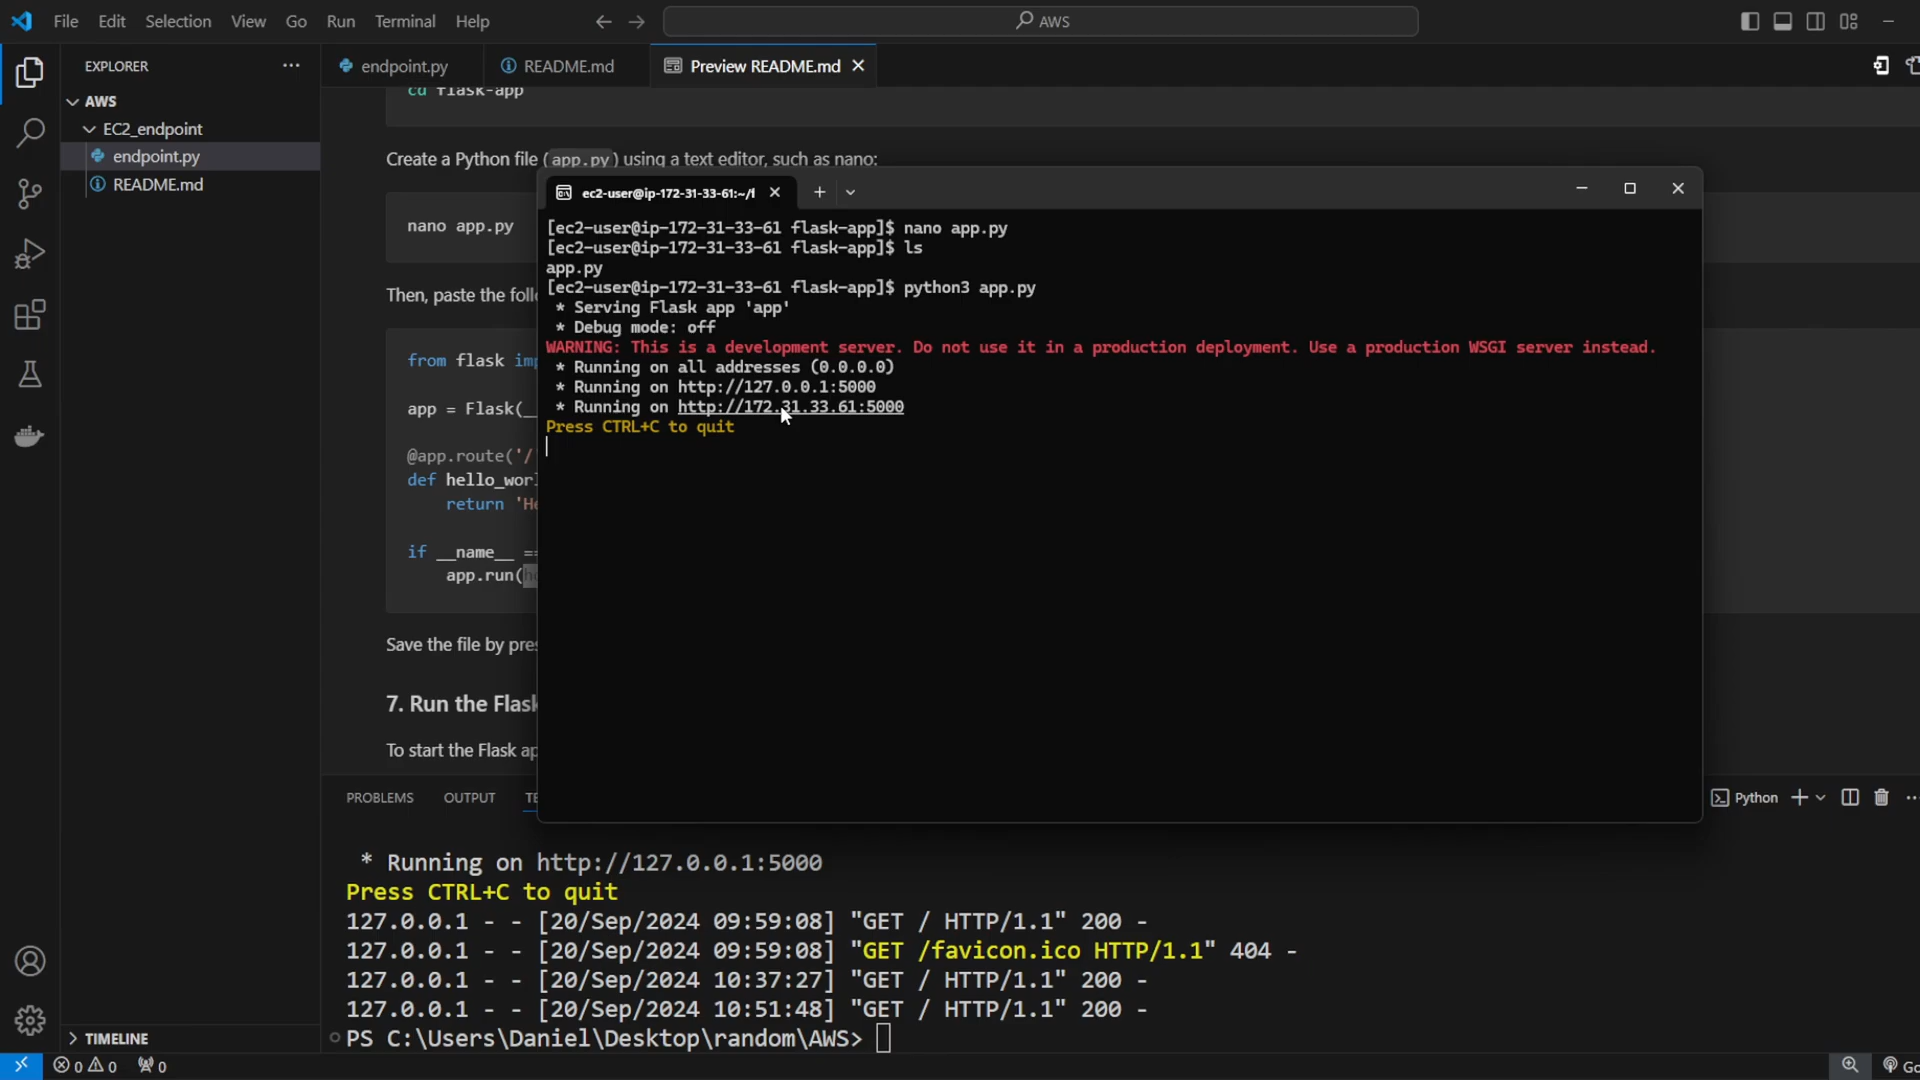 File Edit Selection View Go Run Terminal Help
AWS
EXPLORER
endpoint.py
README.md
Preview README.md
AWS
EC2_endpoint
endpoint.py
README.md
cd flask-app
Create a Python file (app.py) using a text editor, such as nano:
nano app.py
Then, paste the foll
from flask imp
app = Flask(__
@app.route('/'
def hello_worl
return 'He
if __name__ ==
app.run(ho
Save the file by pres
7. Run the Flask
To start the Flask ap
ec2-user@ip-172-31-33-61:~/f
[ec2-user@ip-172-31-33-61 flask-app]$ nano app.py
[ec2-user@ip-172-31-33-61 flask-app]$ ls
app.py
[ec2-user@ip-172-31-33-61 flask-app]$ python3 app.py
* Serving Flask app 'app'
* Debug mode: off
WARNING: This is a development server. Do not use it in a production deployment. Use a production WSGI server instead.
* Running on all addresses (0.0.0.0)
* Running on http://127.0.0.1:5000
* Running on http://172.31.33.61:5000
Press CTRL+C to quit
PROBLEMS OUTPUT TE
Python
* Running on http://127.0.0.1:5000
Press CTRL+C to quit
127.0.0.1 - - [20/Sep/2024 09:59:08] "GET / HTTP/1.1" 200 -
127.0.0.1 - - [20/Sep/2024 09:59:08] "GET /favicon.ico HTTP/1.1" 404 -
127.0.0.1 - - [20/Sep/2024 10:37:27] "GET / HTTP/1.1" 200 -
127.0.0.1 - - [20/Sep/2024 10:51:48] "GET / HTTP/1.1" 200 -
PS C:\Users\Daniel\Desktop\random\AWS>
TIMELINE
0 0 0
Go